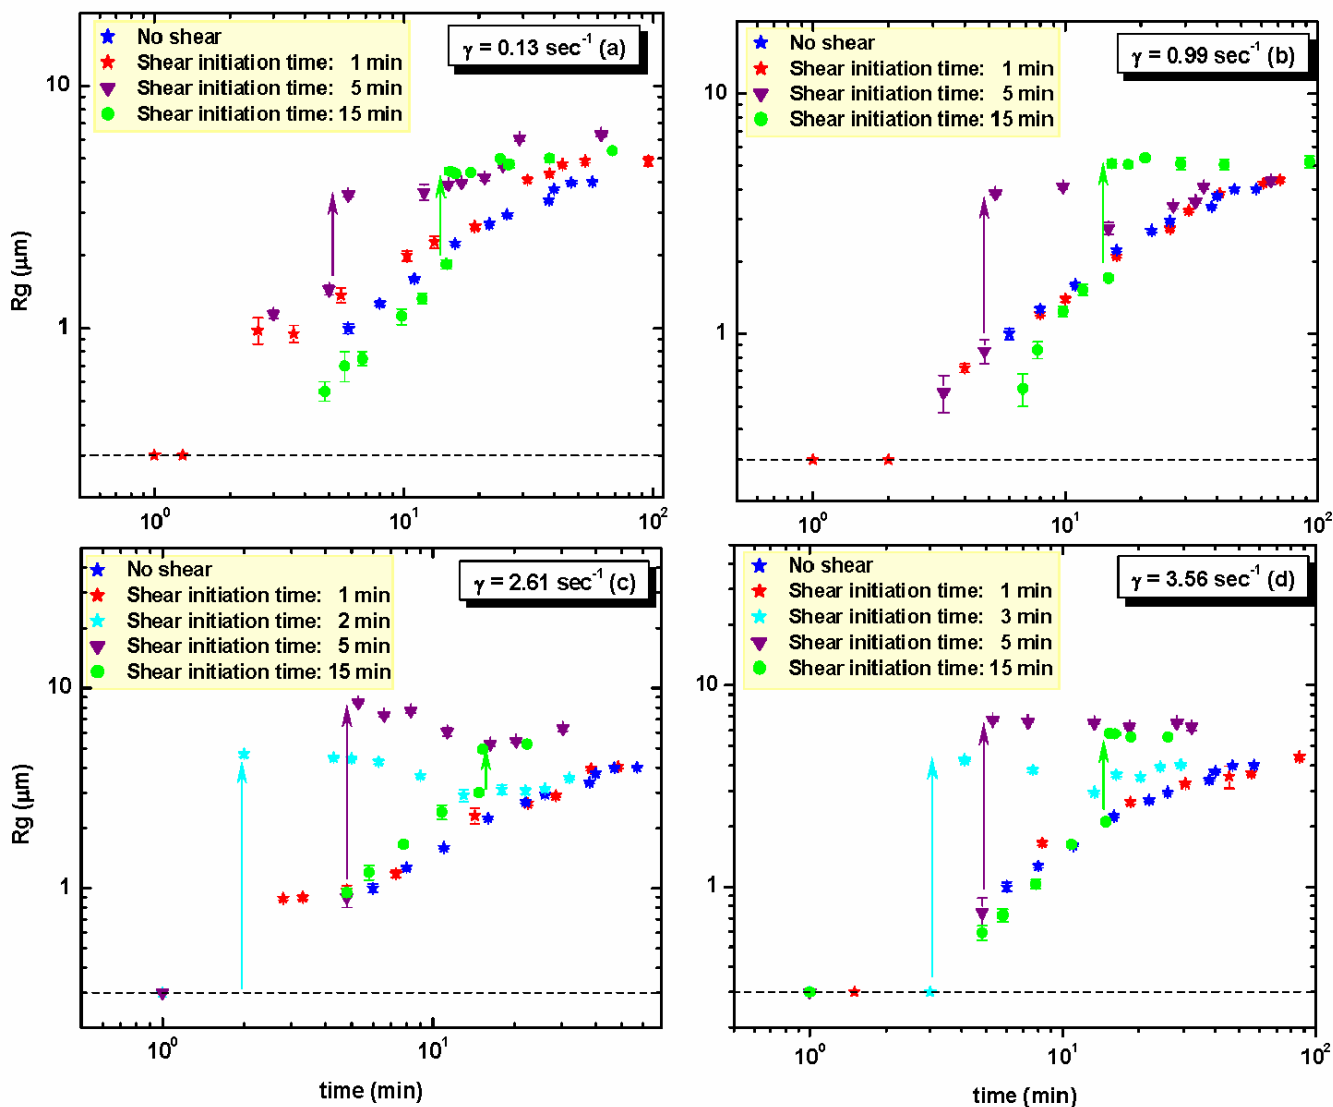 No shear
Shear initiation time: 1 min
Shear initiation time: 5 min
Shear initiation time: 15 min
γ = 0.13 sec⁻¹ (a)
10
1
Rg (μm)
10⁰
10¹
10²
No shear
Shear initiation time: 1 min
Shear initiation time: 5 min
Shear initiation time: 15 min
γ = 0.99 sec⁻¹ (b)
10
1
10⁰
10¹
10²
No shear
Shear initiation time: 1 min
Shear initiation time: 2 min
Shear initiation time: 5 min
Shear initiation time: 15 min
γ = 2.61 sec⁻¹ (c)
10
1
Rg (μm)
10⁰
10¹
time (min)
No shear
Shear initiation time: 1 min
Shear initiation time: 3 min
Shear initiation time: 5 min
Shear initiation time: 15 min
γ = 3.56 sec⁻¹ (d)
10
1
10⁰
10¹
10²
time (min)